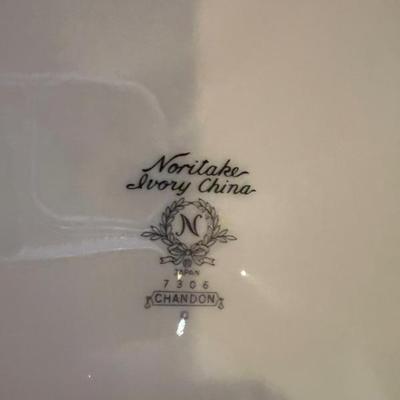 Noritake
Ivory China
N
JAPAN
7306
CHANDON